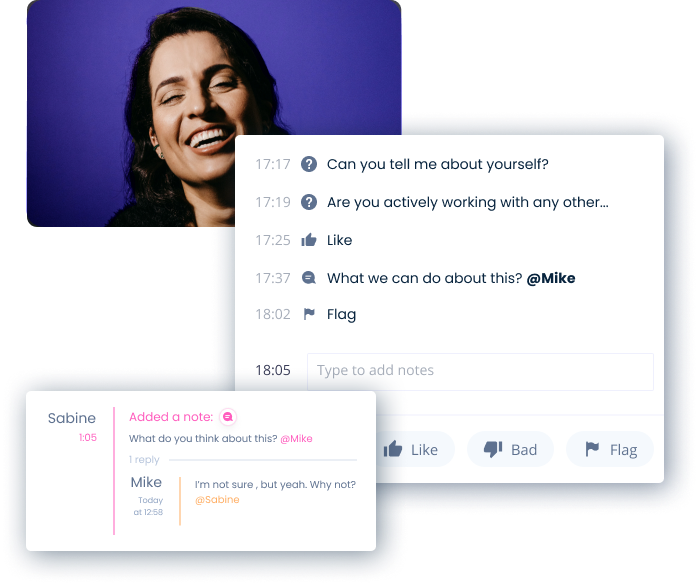 17:17 Can you tell me about yourself?
17:19 Are you actively working with any other...
17:25 Like
17:37 What we can do about this? @Mike
18:02 Flag
18:05 Type to add notes
Like Bad Flag
Sabine Added a note:
1:05
What do you think about this? @Mike
1 reply
Mike I'm not sure , but yeah. Why not?
Today @Sabine
at 12:58